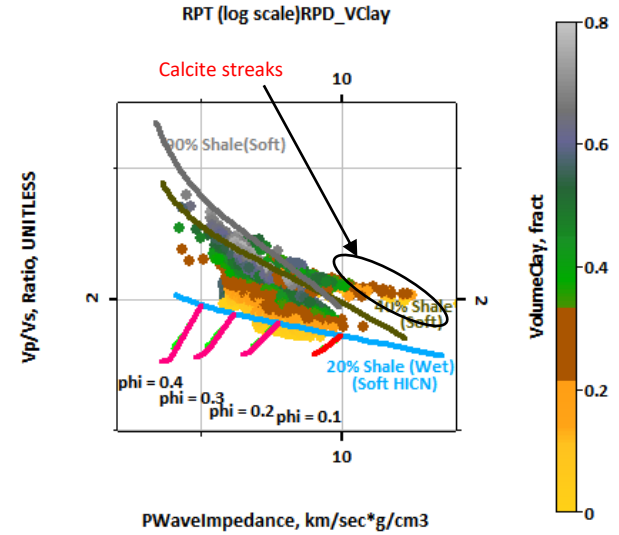 RPT (log scale)RPD_VClay
Calcite streaks
10
90% Shale(Soft)
Vp/Vs, Ratio, UNITLESS
2
2
40% Shale
(Soft)
20% Shale (Wet)
(Soft HICN)
phi = 0.4
phi = 0.3
phi = 0.2
phi = 0.1
10
PWaveImpedance, km/sec*g/cm3
0.8
0.6
0.4
0.2
0
VolumeClay, fract